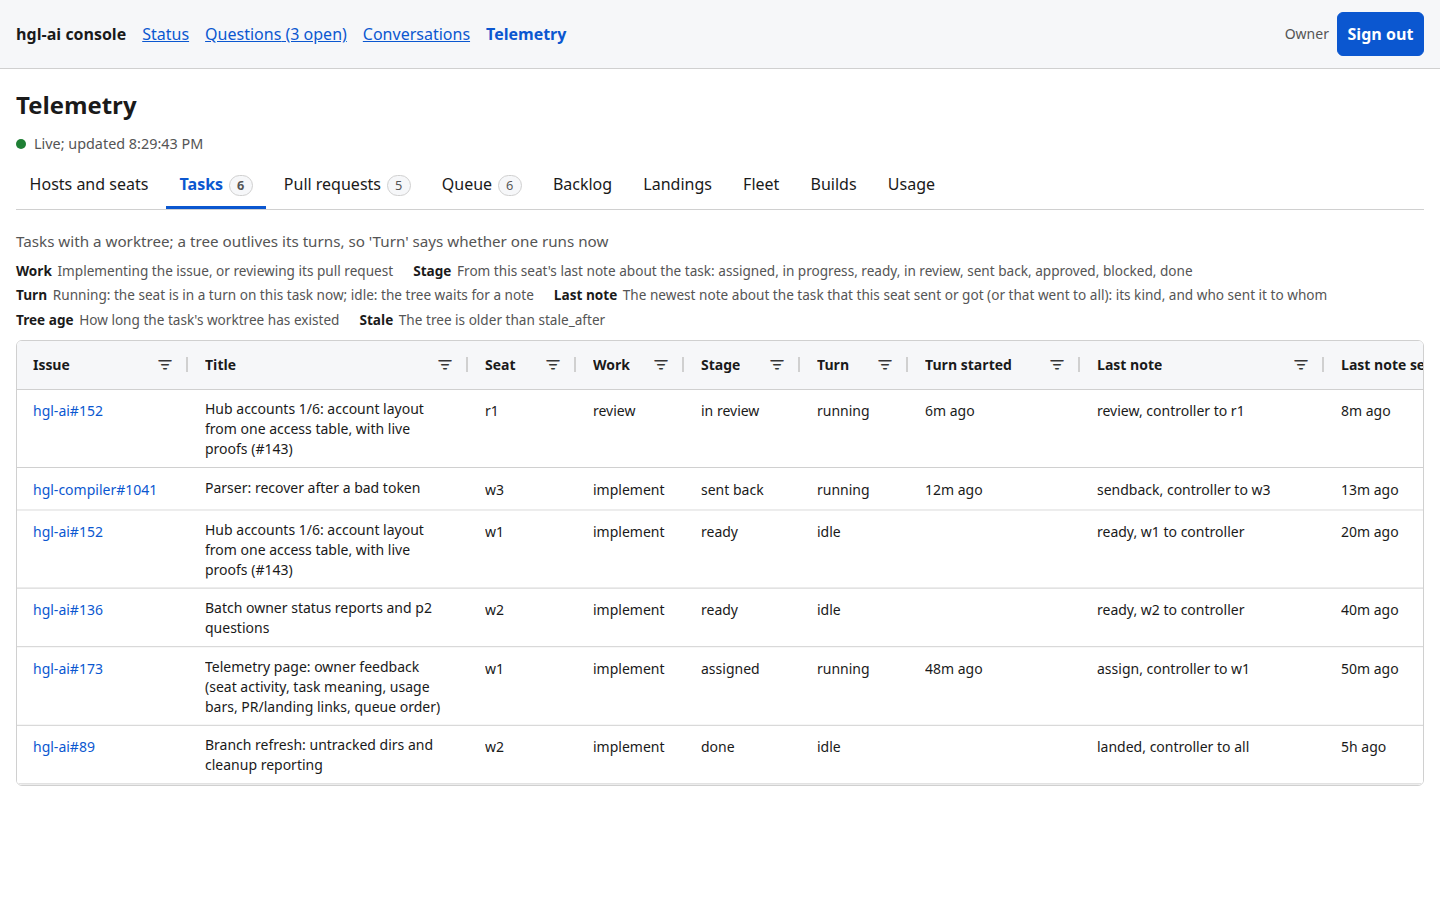 hgl-ai console Status Questions (3 open) Conversations Telemetry Owner Sign out
Telemetry
Live; updated 8:29:43 PM
Hosts and seats Tasks 6 Pull requests 5 Queue 6 Backlog Landings Fleet Builds Usage
Tasks with a worktree; a tree outlives its turns, so 'Turn' says whether one runs now
Work Implementing the issue, or reviewing its pull request Stage From this seat's last note about the task: assigned, in progress, ready, in review, sent back, approved, blocked, done
Turn Running: the seat is in a turn on this task now; idle: the tree waits for a note Last note The newest note about the task that this seat sent or got (or that went to all): its kind, and who sent it to whom
Tree age How long the task's worktree has existed Stale The tree is older than stale_after
Issue Title Seat Work Stage Turn Turn started Last note Last note se
hgl-ai#152 Hub accounts 1/6: account layout r1 review in review running 6m ago review, controller to r1 8m ago
from one access table, with live
proofs (#143)
hgl-compiler#1041 Parser: recover after a bad token w3 implement sent back running 12m ago sendback, controller to w3 13m ago
hgl-ai#152 Hub accounts 1/6: account layout w1 implement ready idle ready, w1 to controller 20m ago
from one access table, with live
proofs (#143)
hgl-ai#136 Batch owner status reports and p2 w2 implement ready idle ready, w2 to controller 40m ago
questions
hgl-ai#173 Telemetry page: owner feedback w1 implement assigned running 48m ago assign, controller to w1 50m ago
(seat activity, task meaning, usage
bars, PR/landing links, queue order)
hgl-ai#89 Branch refresh: untracked dirs and w2 implement done idle landed, controller to all 5h ago
cleanup reporting